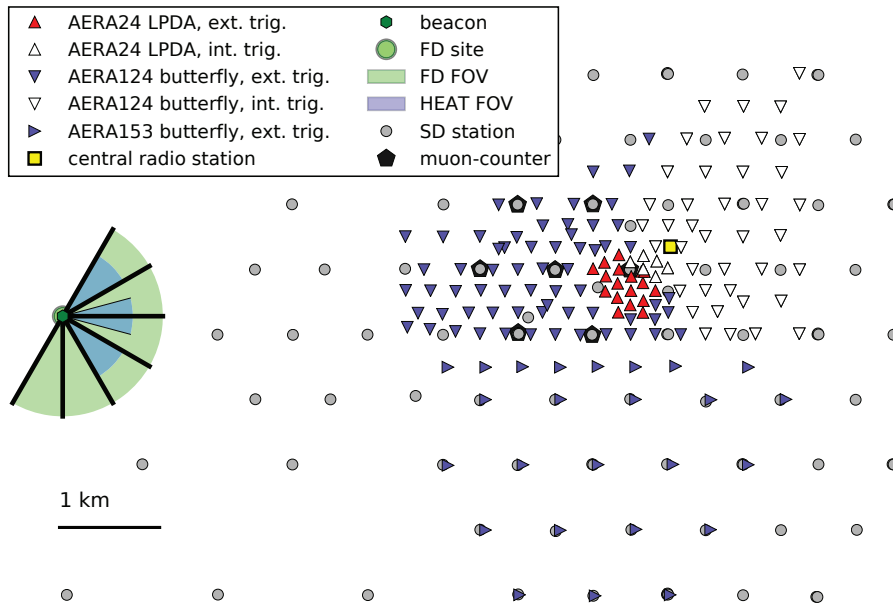 AERA24 LPDA, ext. trig.
AERA24 LPDA, int. trig.
AERA124 butterfly, ext. trig.
AERA124 butterfly, int. trig.
AERA153 butterfly, ext. trig.
central radio station
beacon
FD site
FD FOV
HEAT FOV
SD station
muon-counter
1 km